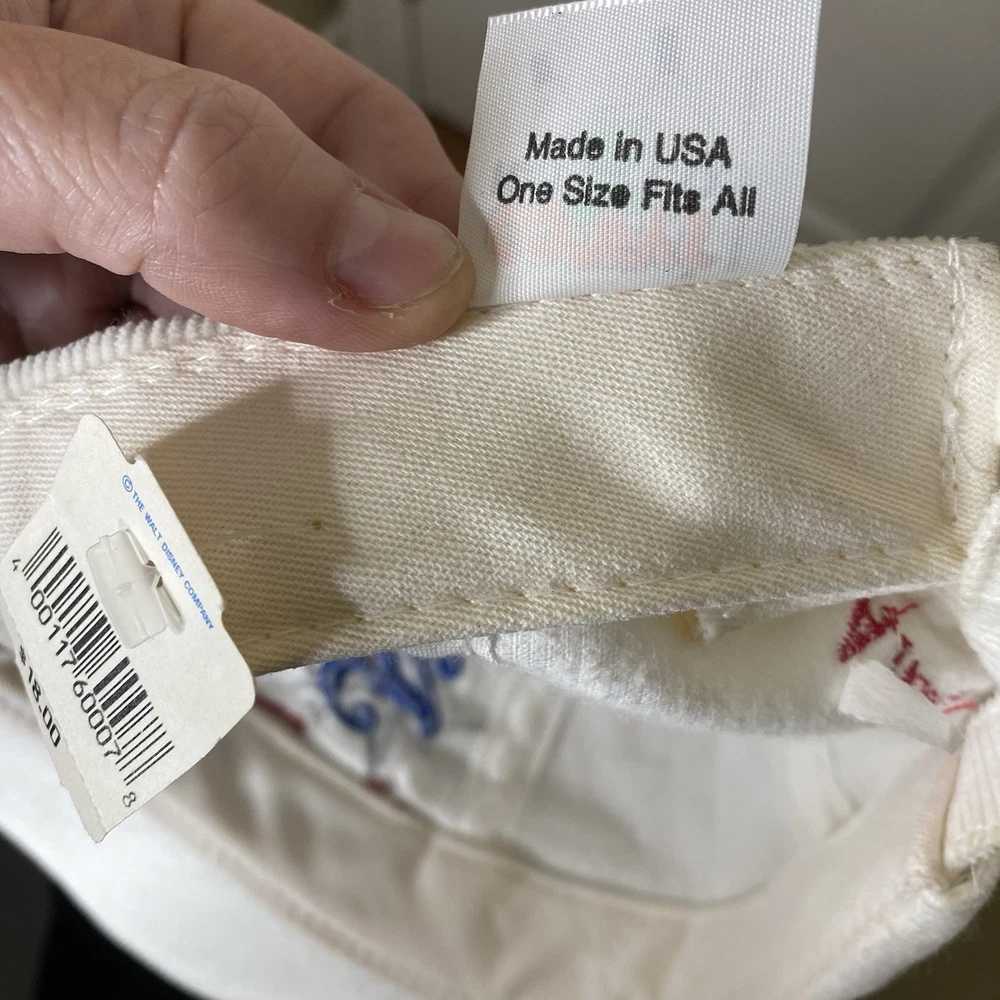 Made in USA
One Size Fits All
© THE WALT DISNEY COMPANY
4 00117 60007 8
$18.00